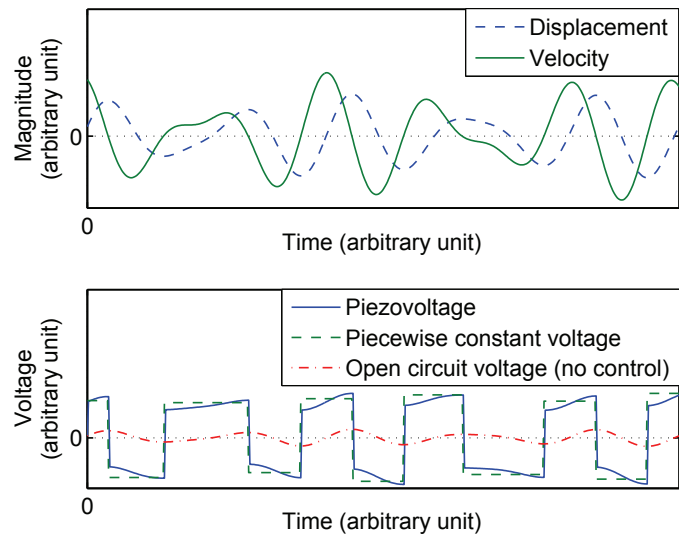 Displacement
Velocity
Magnitude
(arbitrary unit)
0
0
Time (arbitrary unit)
Piezovoltage
Piecewise constant voltage
Open circuit voltage (no control)
Voltage
(arbitrary unit)
0
0
Time (arbitrary unit)